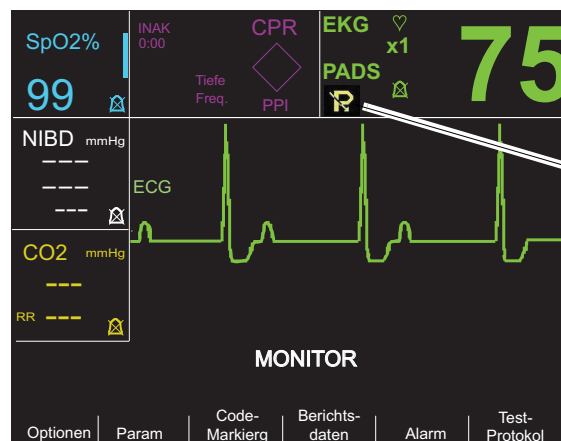 SpO2%
99
INAK
0:00
CPR
Tiefe
Freq.
PPI
EKG
x1
PADS
R
75
NIBD mmHg
---
---
---
ECG
CO2 mmHg
---
RR ---
MONITOR
Optionen
Param
Code-
Markierg
Berichts-
daten
Alarm
Test-
Protokol